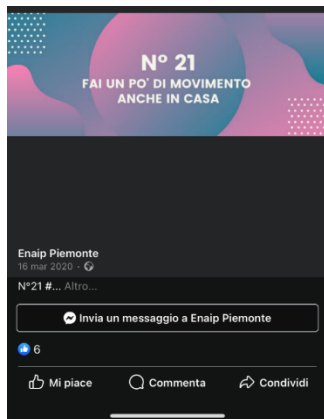 N° 21
FAI UN PO' DI MOVIMENTO
ANCHE IN CASA
Enaip Piemonte
16 mar 2020 ·
N°21 #... Altro...
Invia un messaggio a Enaip Piemonte
6
Mi piace
Commenta
Condividi